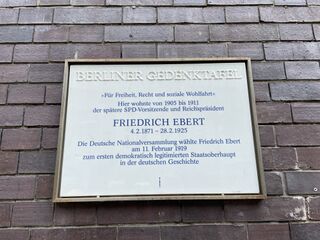 BERLINER GEDENKTAFEL
»Für Freiheit, Recht und soziale Wohlfahrt«
Hier wohnte von 1905 bis 1911
der spätere SPD-Vorsitzende und Reichspräsident
FRIEDRICH EBERT
4.2.1871 – 28.2.1925
Die Deutsche Nationalversammlung wählte Friedrich Ebert
am 11. Februar 1919
zum ersten demokratisch legitimierten Staatsoberhaupt
in der deutschen Geschichte